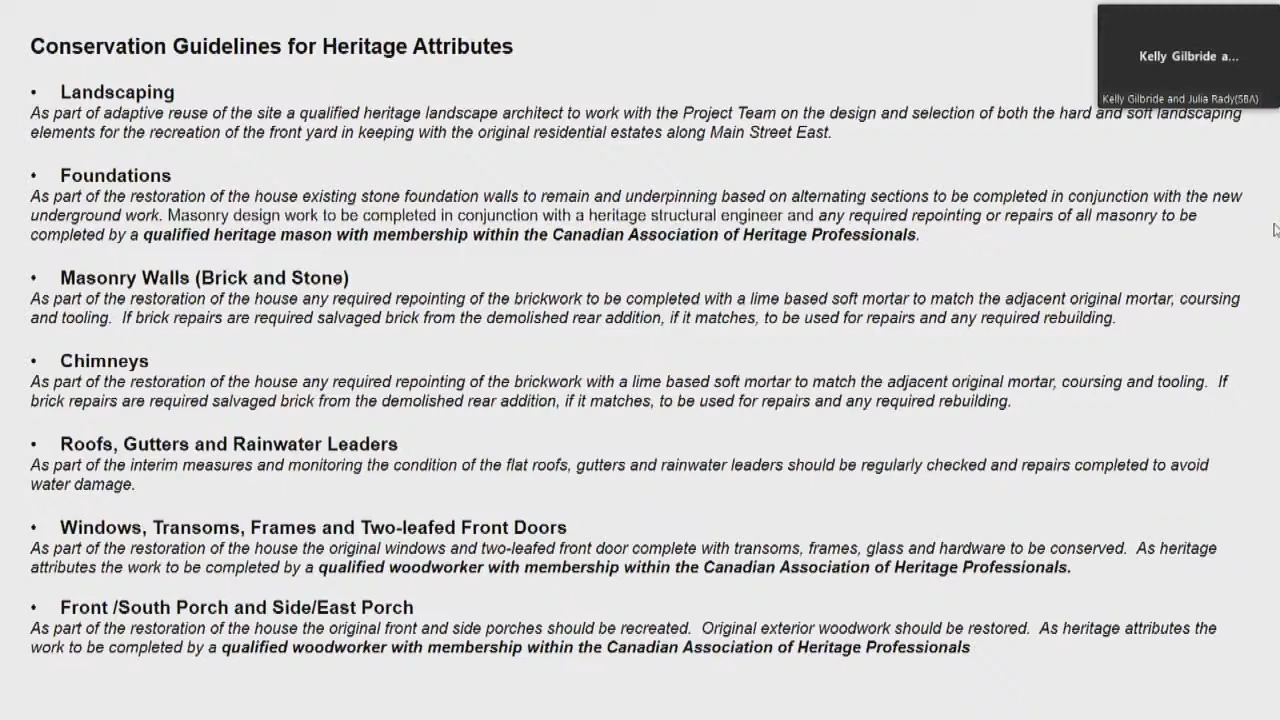 Conservation Guidelines for Heritage Attributes
Kelly Gilbride a...
Kelly Gilbride and Julia Rady(SBA)
• Landscaping
As part of adaptive reuse of the site a qualified heritage landscape architect to work with the Project Team on the design and selection of both the hard and soft landscaping
elements for the recreation of the front yard in keeping with the original residential estates along Main Street East.
• Foundations
As part of the restoration of the house existing stone foundation walls to remain and underpinning based on alternating sections to be completed in conjunction with the new
underground work. Masonry design work to be completed in conjunction with a heritage structural engineer and any required repointing or repairs of all masonry to be
completed by a qualified heritage mason with membership within the Canadian Association of Heritage Professionals.
• Masonry Walls (Brick and Stone)
As part of the restoration of the house any required repointing of the brickwork to be completed with a lime based soft mortar to match the adjacent original mortar, coursing
and tooling. If brick repairs are required salvaged brick from the demolished rear addition, if it matches, to be used for repairs and any required rebuilding.
• Chimneys
As part of the restoration of the house any required repointing of the brickwork with a lime based soft mortar to match the adjacent original mortar, coursing and tooling. If
brick repairs are required salvaged brick from the demolished rear addition, if it matches, to be used for repairs and any required rebuilding.
• Roofs, Gutters and Rainwater Leaders
As part of the interim measures and monitoring the condition of the flat roofs, gutters and rainwater leaders should be regularly checked and repairs completed to avoid
water damage.
• Windows, Transoms, Frames and Two-leafed Front Doors
As part of the restoration of the house the original windows and two-leafed front door complete with transoms, frames, glass and hardware to be conserved. As heritage
attributes the work to be completed by a qualified woodworker with membership within the Canadian Association of Heritage Professionals.
• Front /South Porch and Side/East Porch
As part of the restoration of the house the original front and side porches should be recreated. Original exterior woodwork should be restored. As heritage attributes the
work to be completed by a qualified woodworker with membership within the Canadian Association of Heritage Professionals